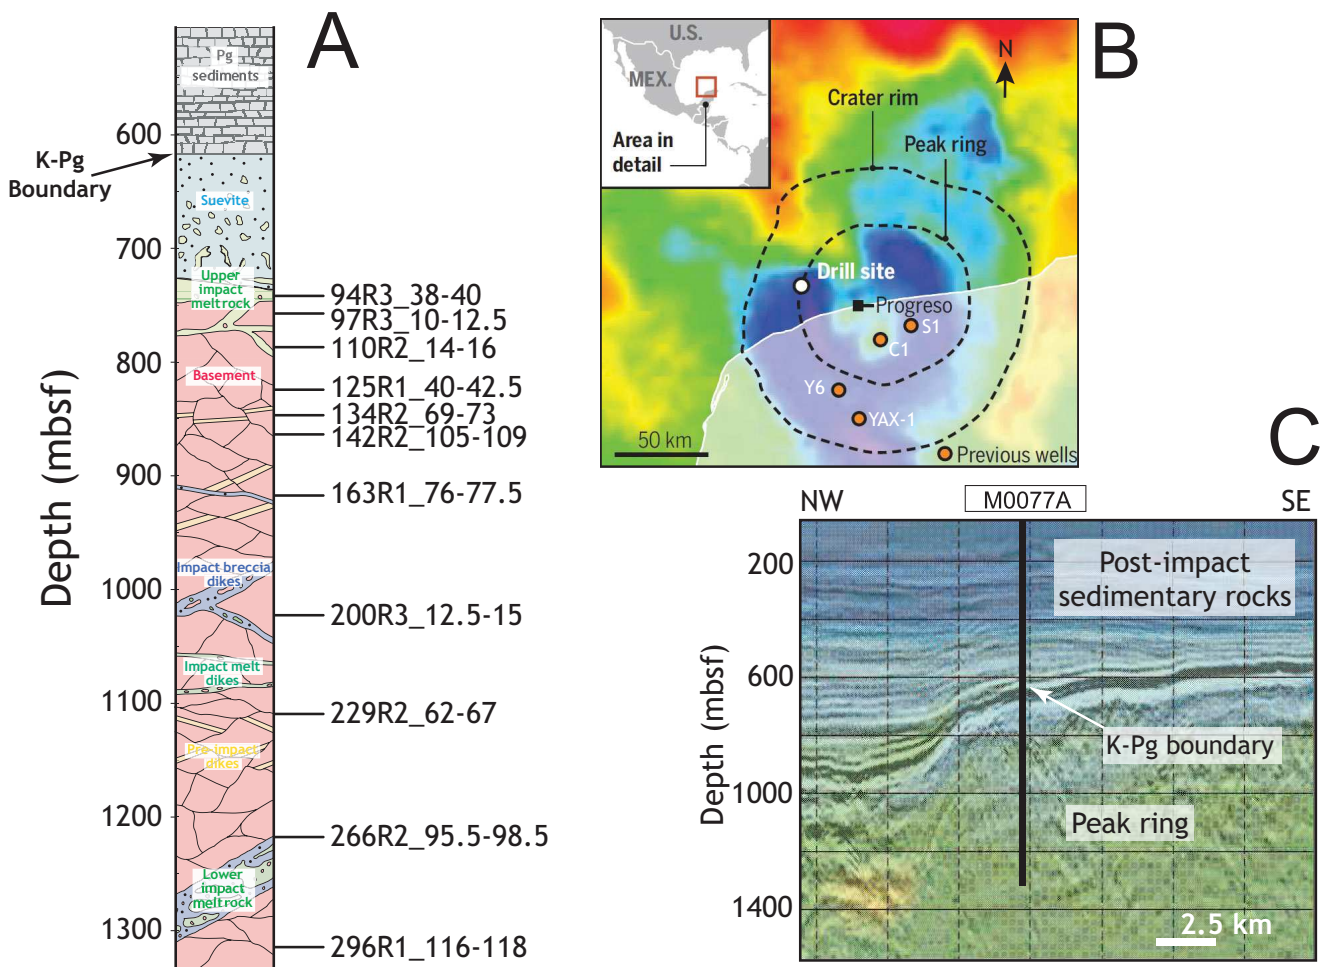 A
Pg
sediments
600
K-Pg
Boundary
Suevite
700
Upper
impact
melt rock
94R3_38-40
97R3_10-12.5
110R2_14-16
800
Basement
125R1_40-42.5
134R2_69-73
142R2_105-109
900
163R1_76-77.5
Depth (mbsf)
Impact breccia
dikes
1000
200R3_12.5-15
Impact melt
dikes
1100
229R2_62-67
Pre-impact
dikes
1200
266R2_95.5-98.5
Lower
impact
melt rock
1300
296R1_116-118
B
U.S.
MEX.
Area in
detail
N
Crater rim
Peak ring
Drill site
Progreso
S1
C1
Y6
YAX-1
50 km
Previous wells
C
NW
M0077A
SE
200
Post-impact
sedimentary rocks
600
K-Pg boundary
Depth (mbsf)
1000
Peak ring
1400
2.5 km